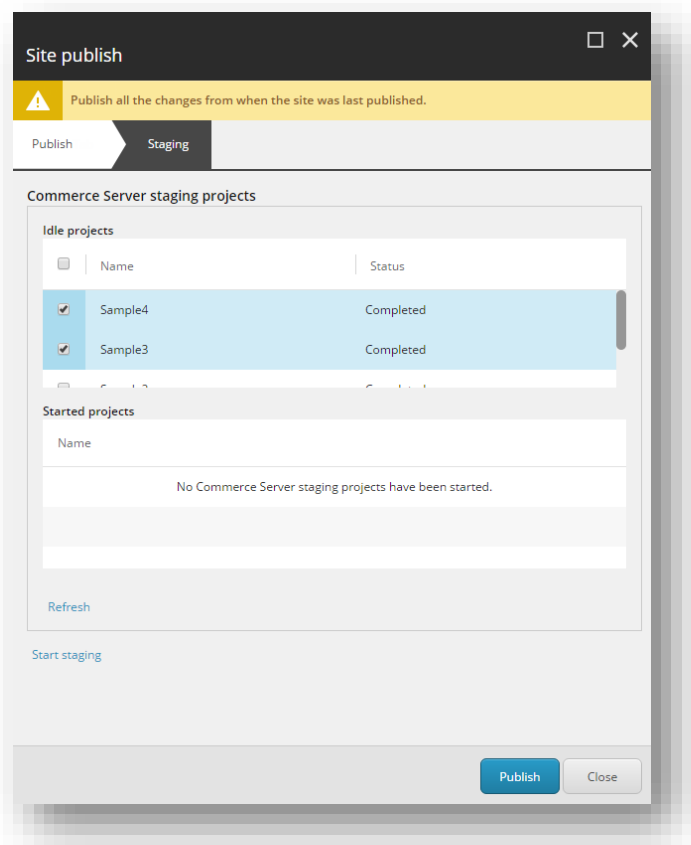 Site publish
Publish all the changes from when the site was last published.
Publish Staging
Commerce Server staging projects
Idle projects
Name Status
Sample4 Completed
Sample3 Completed
Started projects
Name
No Commerce Server staging projects have been started.
Refresh
Start staging
Publish Close